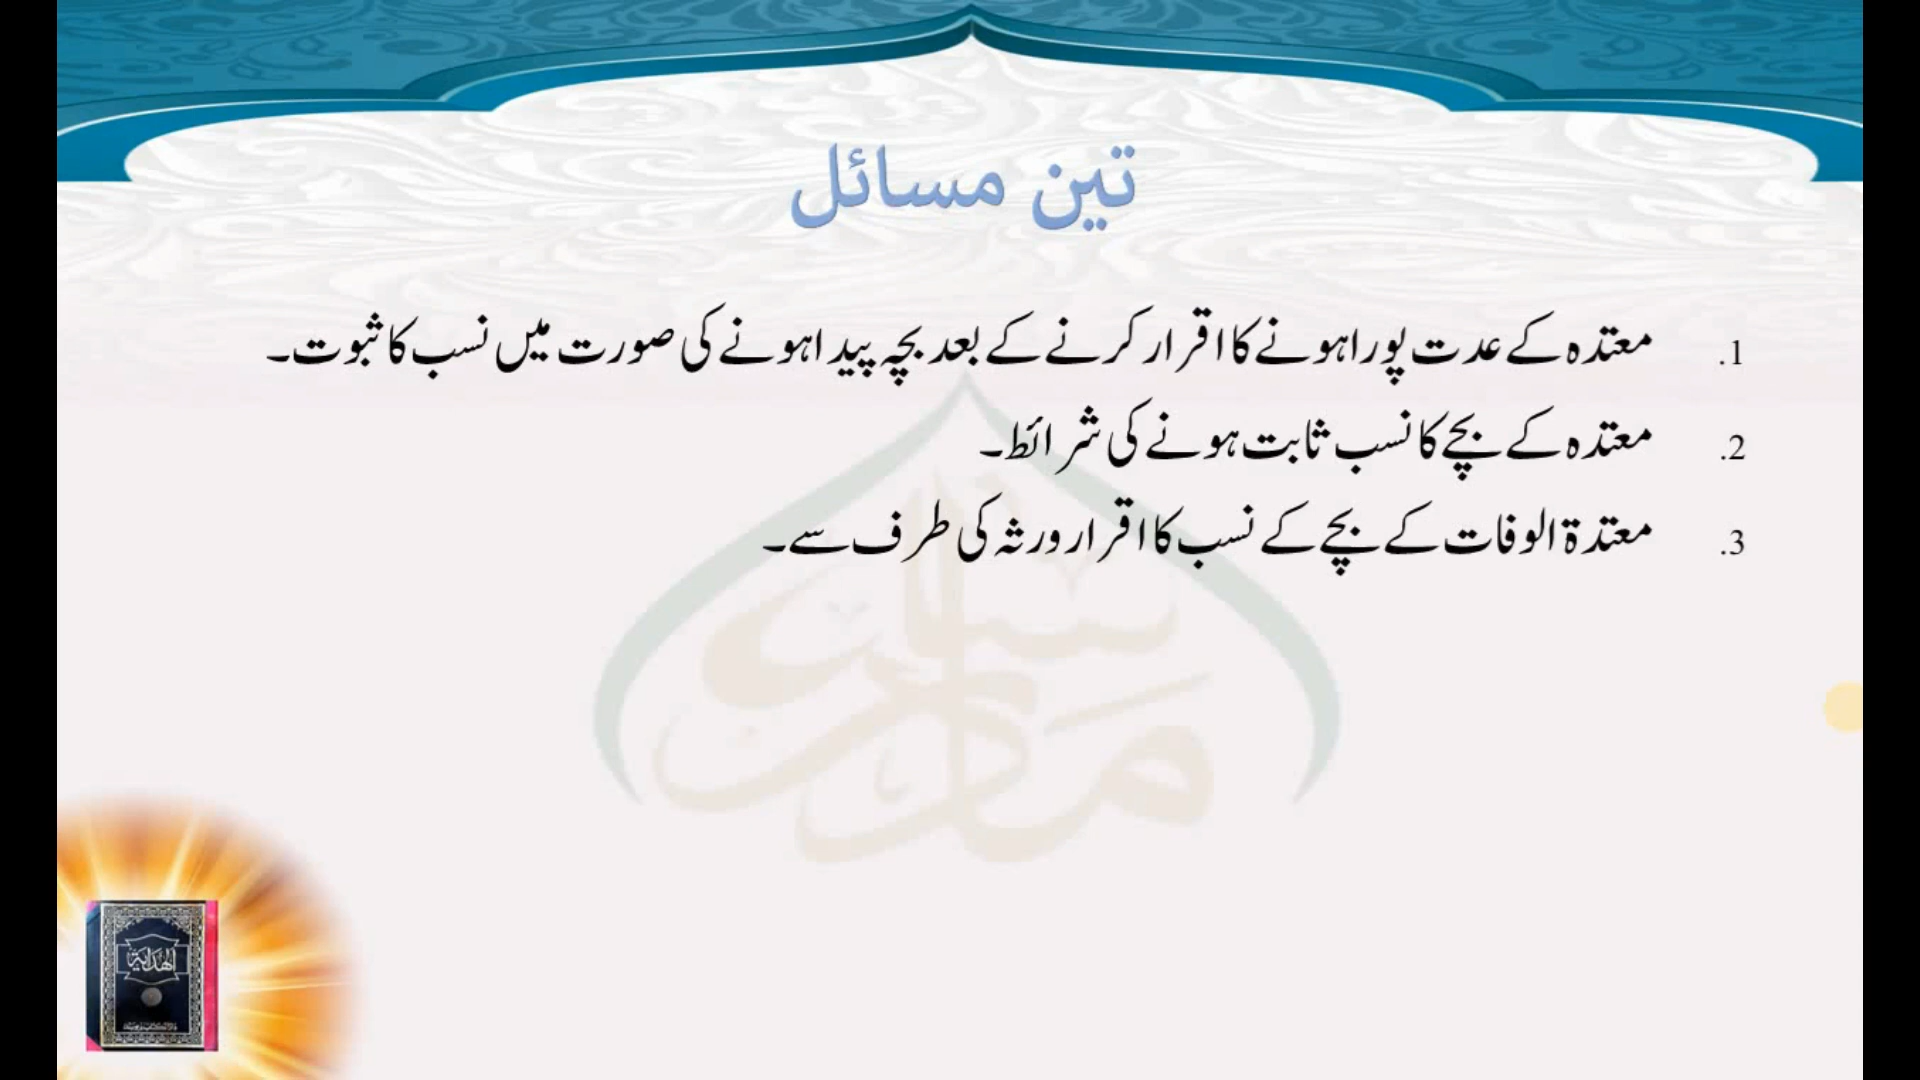 تین مسائل
1. معتدہ کے عدت پورا ہونے کا اقرار کرنے کے بعد بچہ پیدا ہونے کی صورت میں نسب کا ثبوت۔
2. معتدہ کے بچے کا نسب ثابت ہونے کی شرائط۔
3. معتدۃ الوفات کے بچے کے نسب کا اقرار ورثہ کی طرف سے۔
الهداية